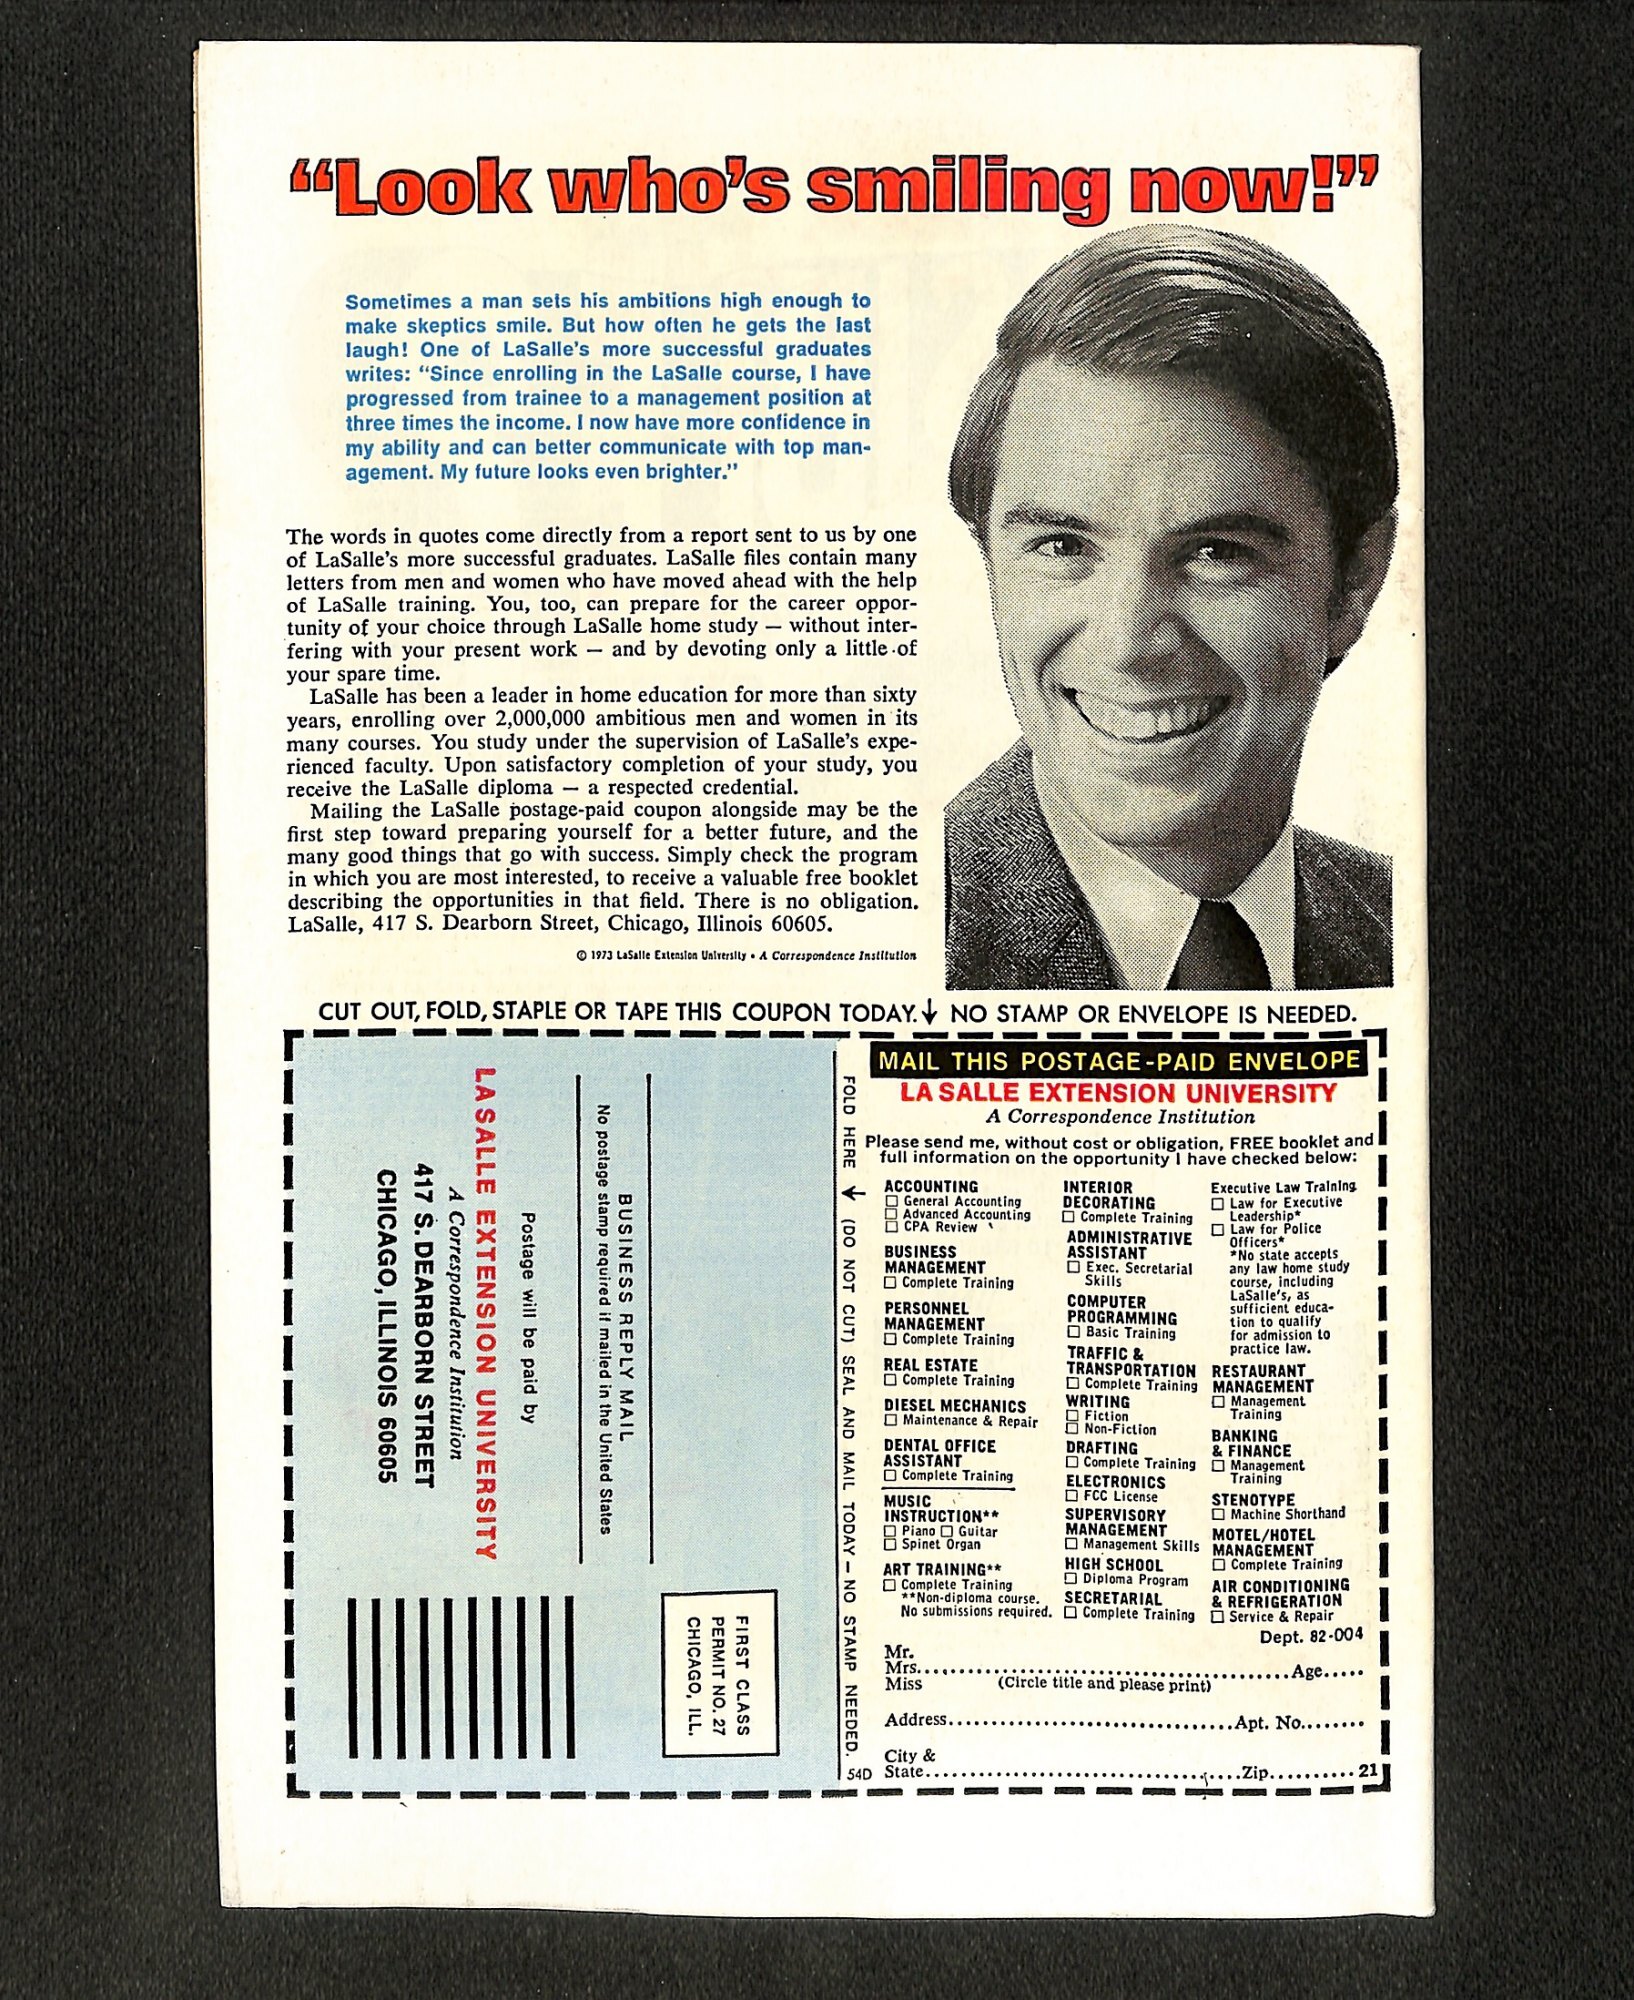 “Look who’s smiling now!”
Sometimes a man sets his ambitions high enough to
make skeptics smile. But how often he gets the last
laugh! One of LaSalle’s more successful graduates
writes: “Since enrolling in the LaSalle course, I have
progressed from trainee to a management position at
three times the income. I now have more confidence in
my ability and can better communicate with top man-
agement. My future looks even brighter.”
The words in quotes come directly from a report sent to us by one
of LaSalle’s more successful graduates. LaSalle files contain many
letters from men and women who have moved ahead with the help
of LaSalle training. You, too, can prepare for the career oppor-
tunity of your choice through LaSalle home study — without inter-
fering with your present work — and by devoting only a little of
your spare time.
LaSalle has been a leader in home education for more than sixty
years, enrolling over 2,000,000 ambitious men and women in its
many courses. You study under the supervision of LaSalle’s expe-
rienced faculty. Upon satisfactory completion of your study, you
receive the LaSalle diploma — a respected credential.
Mailing the LaSalle postage-paid coupon alongside may be the
first step toward preparing yourself for a better future, and the
many good things that go with success. Simply check the program
in which you are most interested, to receive a valuable free booklet
describing the opportunities in that field. There is no obligation.
LaSalle, 417 S. Dearborn Street, Chicago, Illinois 60605.
© 1973 LaSalle Extension University • A Correspondence Institution
CUT OUT, FOLD, STAPLE OR TAPE THIS COUPON TODAY. ↓ NO STAMP OR ENVELOPE IS NEEDED.
FIRST CLASS
PERMIT NO. 27
CHICAGO, ILL.
BUSINESS REPLY MAIL
No postage stamp required if mailed in the United States
Postage will be paid by
LASALLE EXTENSION UNIVERSITY
A Correspondence Institution
417 S. DEARBORN STREET
CHICAGO, ILLINOIS 60605
FOLD HERE ↓ (DO NOT CUT) SEAL AND MAIL TODAY — NO STAMP NEEDED.
54D
MAIL THIS POSTAGE-PAID ENVELOPE
LA SALLE EXTENSION UNIVERSITY
A Correspondence Institution
Please send me, without cost or obligation, FREE booklet and
full information on the opportunity I have checked below:
ACCOUNTING
☐ General Accounting
☐ Advanced Accounting
☐ CPA Review
BUSINESS
MANAGEMENT
☐ Complete Training
PERSONNEL
MANAGEMENT
☐ Complete Training
REAL ESTATE
☐ Complete Training
DIESEL MECHANICS
☐ Maintenance & Repair
DENTAL OFFICE
ASSISTANT
☐ Complete Training
MUSIC
INSTRUCTION**
☐ Piano ☐ Guitar
☐ Spinet Organ
ART TRAINING**
☐ Complete Training
**Non-diploma course.
No submissions required.
INTERIOR
DECORATING
☐ Complete Training
ADMINISTRATIVE
ASSISTANT
☐ Exec. Secretarial
Skills
COMPUTER
PROGRAMMING
☐ Basic Training
TRAFFIC &
TRANSPORTATION
☐ Complete Training
WRITING
☐ Fiction
☐ Non-Fiction
DRAFTING
☐ Complete Training
ELECTRONICS
☐ FCC License
SUPERVISORY
MANAGEMENT
☐ Management Skills
HIGH SCHOOL
☐ Diploma Program
SECRETARIAL
☐ Complete Training
Executive Law Training
☐ Law for Executive
Leadership*
☐ Law for Police
Officers*
*No state accepts
any law home study
course, including
LaSalle’s, as
sufficient educa-
tion to qualify
for admission to
practice law.
RESTAURANT
MANAGEMENT
☐ Management
Training
BANKING
& FINANCE
☐ Management
Training
STENOTYPE
☐ Machine Shorthand
MOTEL/HOTEL
MANAGEMENT
☐ Complete Training
AIR CONDITIONING
& REFRIGERATION
☐ Service & Repair
Dept. 82-004
Mr.
Mrs. Age
Miss (Circle title and please print)
Address Apt. No.
City &
State Zip 21